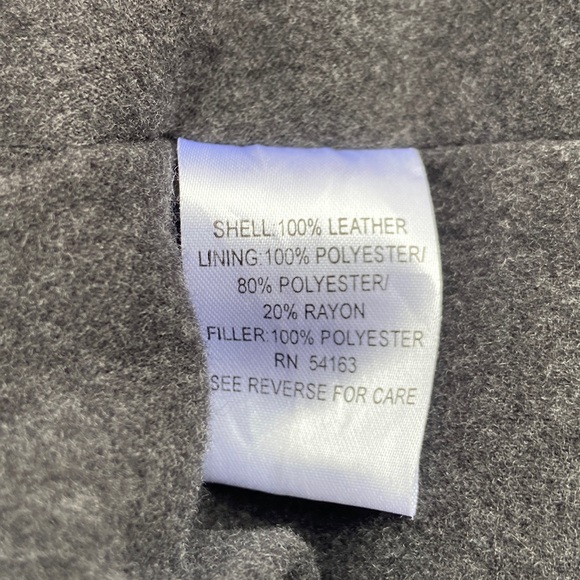 SHELL:100% LEATHER
LINING:100% POLYESTER/
80% POLYESTER/
20% RAYON
FILLER:100% POLYESTER
RN 54163
SEE REVERSE FOR CARE